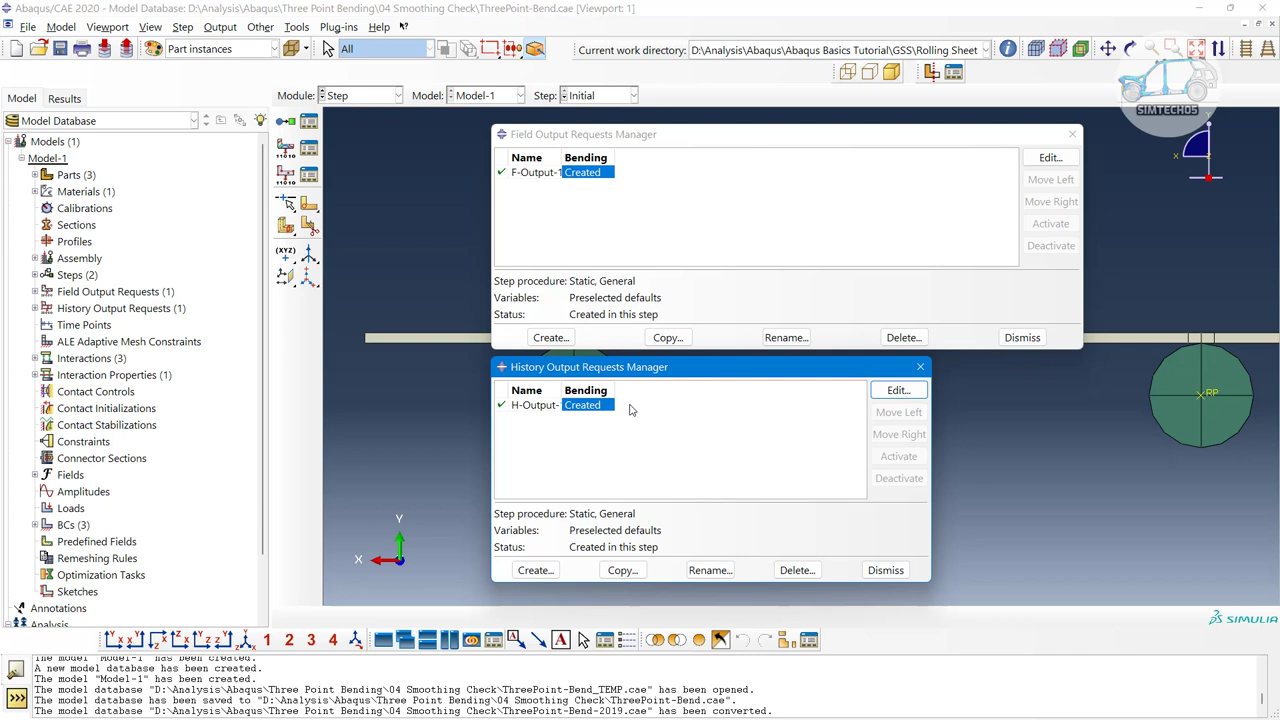 Abaqus/CAE 2020 - Model Database: D:\Analysis\Abaqus\Three Point Bending\04 Smoothing Check\ThreePoint-Bend.cae [Viewport: 1]
File Model Viewport View Step Output Other Tools Plug-ins Help
Part instances All Current work directory: D:\Analysis\Abaqus\Abaqus Basics Tutorial\GSS\Rolling Sheet
SIMTECH05
Model Results Module: Step Model: Model-1 Step: Initial
Model Database
Models (1)
Model-1
Parts (3)
Materials (1)
Calibrations
Sections
Profiles
Assembly
Steps (2)
Field Output Requests (1)
History Output Requests (1)
Time Points
ALE Adaptive Mesh Constraints
Interactions (3)
Interaction Properties (1)
Contact Controls
Contact Initializations
Contact Stabilizations
Constraints
Connector Sections
Fields
Amplitudes
Loads
BCs (3)
Predefined Fields
Remeshing Rules
Optimization Tasks
Sketches
Annotations
Analysis
(XYZ)
Field Output Requests Manager
Name Bending
F-Output-1 Created
Edit...
Move Left
Move Right
Activate
Deactivate
Step procedure: Static, General
Variables: Preselected defaults
Status: Created in this step
Create... Copy... Rename... Delete... Dismiss
History Output Requests Manager
Name Bending
H-Output- Created
Edit...
Move Left
Move Right
Activate
Deactivate
Step procedure: Static, General
Variables: Preselected defaults
Status: Created in this step
Create... Copy... Rename... Delete... Dismiss
Y
X
Y
X
Z
RP
SIMULIA
1 2 3 4
The model "Model-1" has been created.
A new model database has been created.
The model "Model-1" has been created.
The model database "D:\Analysis\Abaqus\Three Point Bending\04 Smoothing Check\ThreePoint-Bend_TEMP.cae" has been opened.
The model database has been saved to "D:\Analysis\Abaqus\Three Point Bending\04 Smoothing Check\ThreePoint-Bend.cae".
The model database "D:\Analysis\Abaqus\Three Point Bending\04 Smoothing Check\ThreePoint-Bend-2019.cae" has been converted.